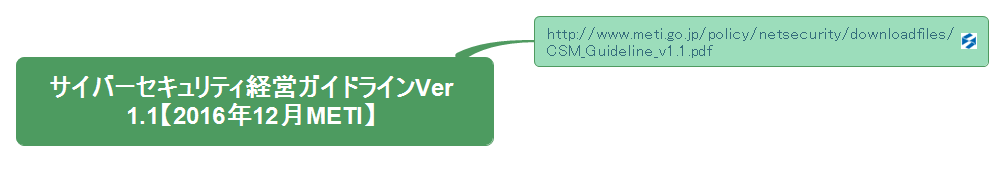 サイバーセキュリティ経営ガイドラインVer
1.1【2016年12月METI】
http://www.meti.go.jp/policy/netsecurity/downloadfiles/
CSM_Guideline_v1.1.pdf